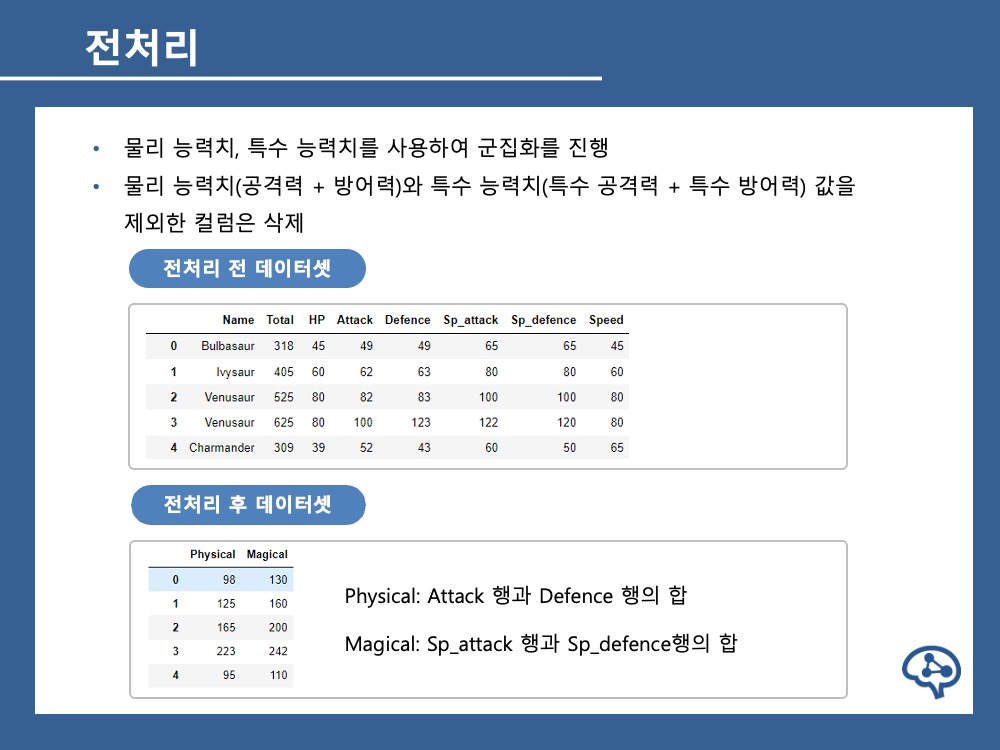 전처리
• 물리 능력치, 특수 능력치를 사용하여 군집화를 진행
• 물리 능력치(공격력 + 방어력)와 특수 능력치(특수 공격력 + 특수 방어력) 값을
제외한 컬럼은 삭제
전처리 전 데이터셋
Name Total HP Attack Defence Sp_attack Sp_defence Speed
0 Bulbasaur 318 45 49 49 65 65 45
1 Ivysaur 405 60 62 63 80 80 60
2 Venusaur 525 80 82 83 100 100 80
3 Venusaur 625 80 100 123 122 120 80
4 Charmander 309 39 52 43 60 50 65
전처리 후 데이터셋
Physical Magical
0 98 130
1 125 160
2 165 200
3 223 242
4 95 110
Physical: Attack 행과 Defence 행의 합
Magical: Sp_attack 행과 Sp_defence행의 합